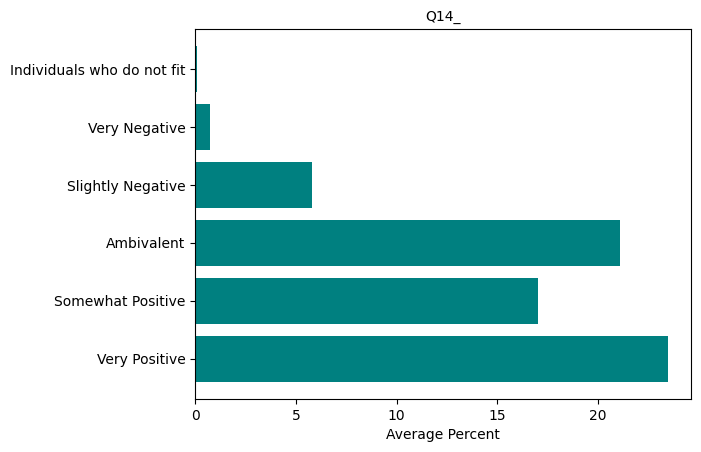 Q14_
Individuals who do not fit
Very Negative
Slightly Negative
Ambivalent
Somewhat Positive
Very Positive
0 5 10 15 20
Average Percent